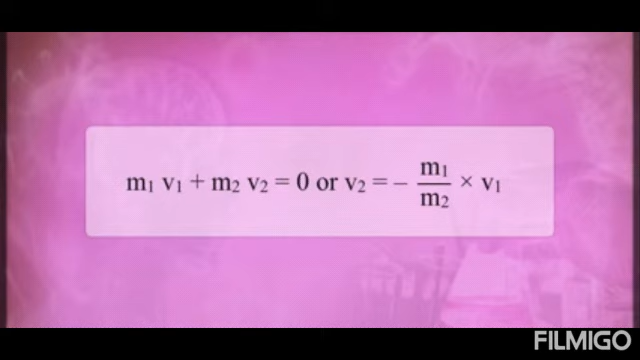 m₁ v₁ + m₂ v₂ = 0 or v₂ = – m₁/m₂ × v₁
FILMIGO